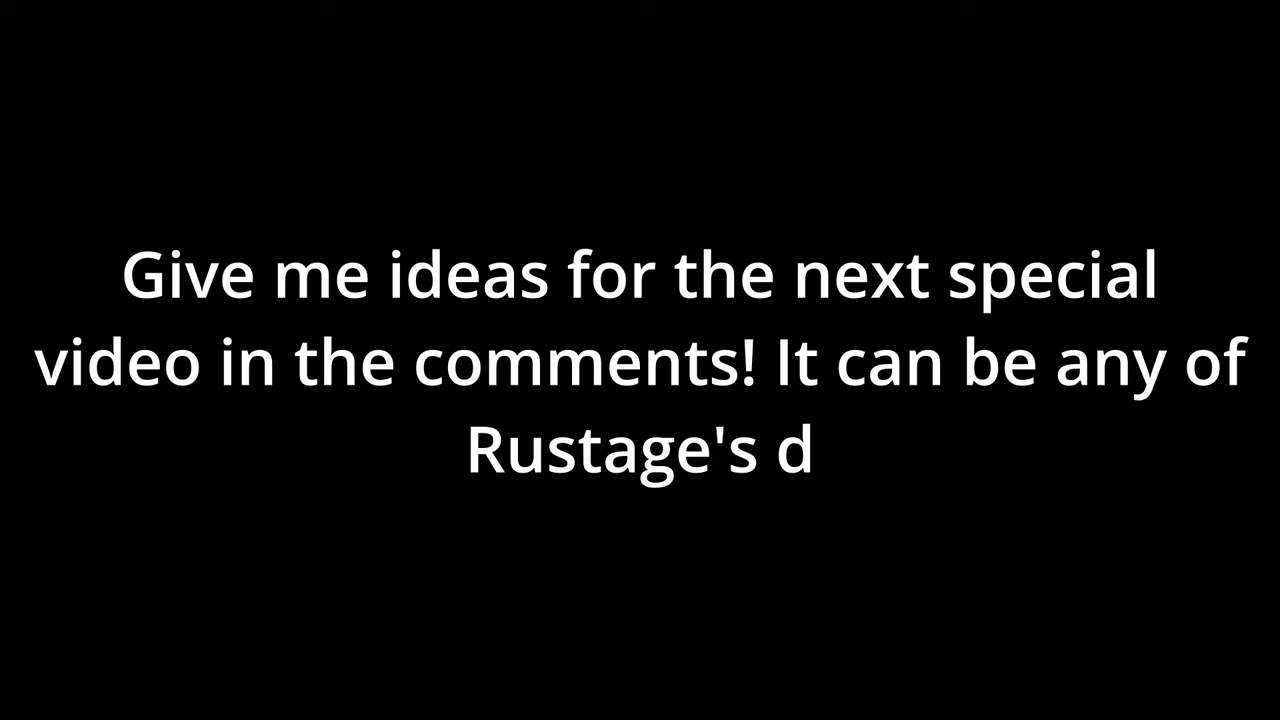 Give me ideas for the next special
video in the comments! It can be any of
Rustage's d